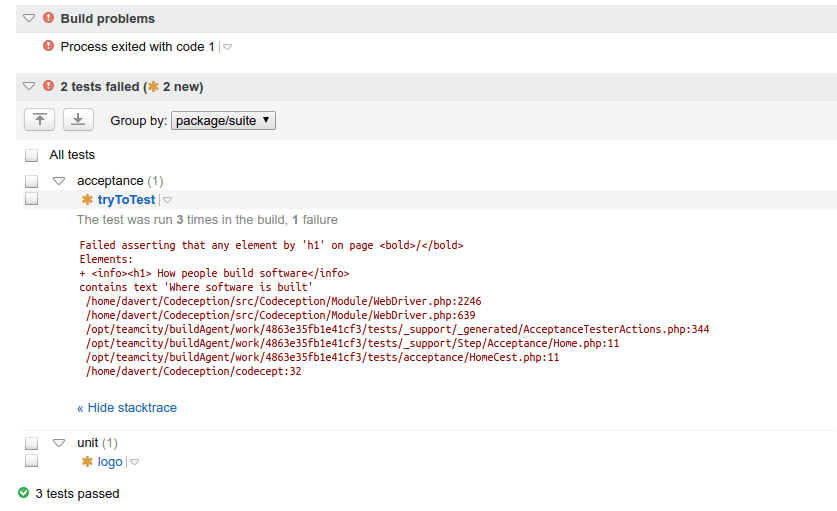 Build problems
Process exited with code 1
2 tests failed (✱ 2 new)
Group by: package/suite
All tests
acceptance (1)
tryToTest
The test was run 3 times in the build, 1 failure
Failed asserting that any element by 'h1' on page <bold>/</bold>
Elements:
+ <info><h1> How people build software</info>
contains text 'Where software is built'
/home/davert/Codeception/src/Codeception/Module/WebDriver.php:2246
/home/davert/Codeception/src/Codeception/Module/WebDriver.php:639
/opt/teamcity/buildAgent/work/4863e35fb1e41cf3/tests/_support/_generated/AcceptanceTesterActions.php:344
/opt/teamcity/buildAgent/work/4863e35fb1e41cf3/tests/_support/Step/Acceptance/Home.php:11
/opt/teamcity/buildAgent/work/4863e35fb1e41cf3/tests/acceptance/HomeCest.php:11
/home/davert/Codeception/codecept:32
« Hide stacktrace
unit (1)
logo
3 tests passed